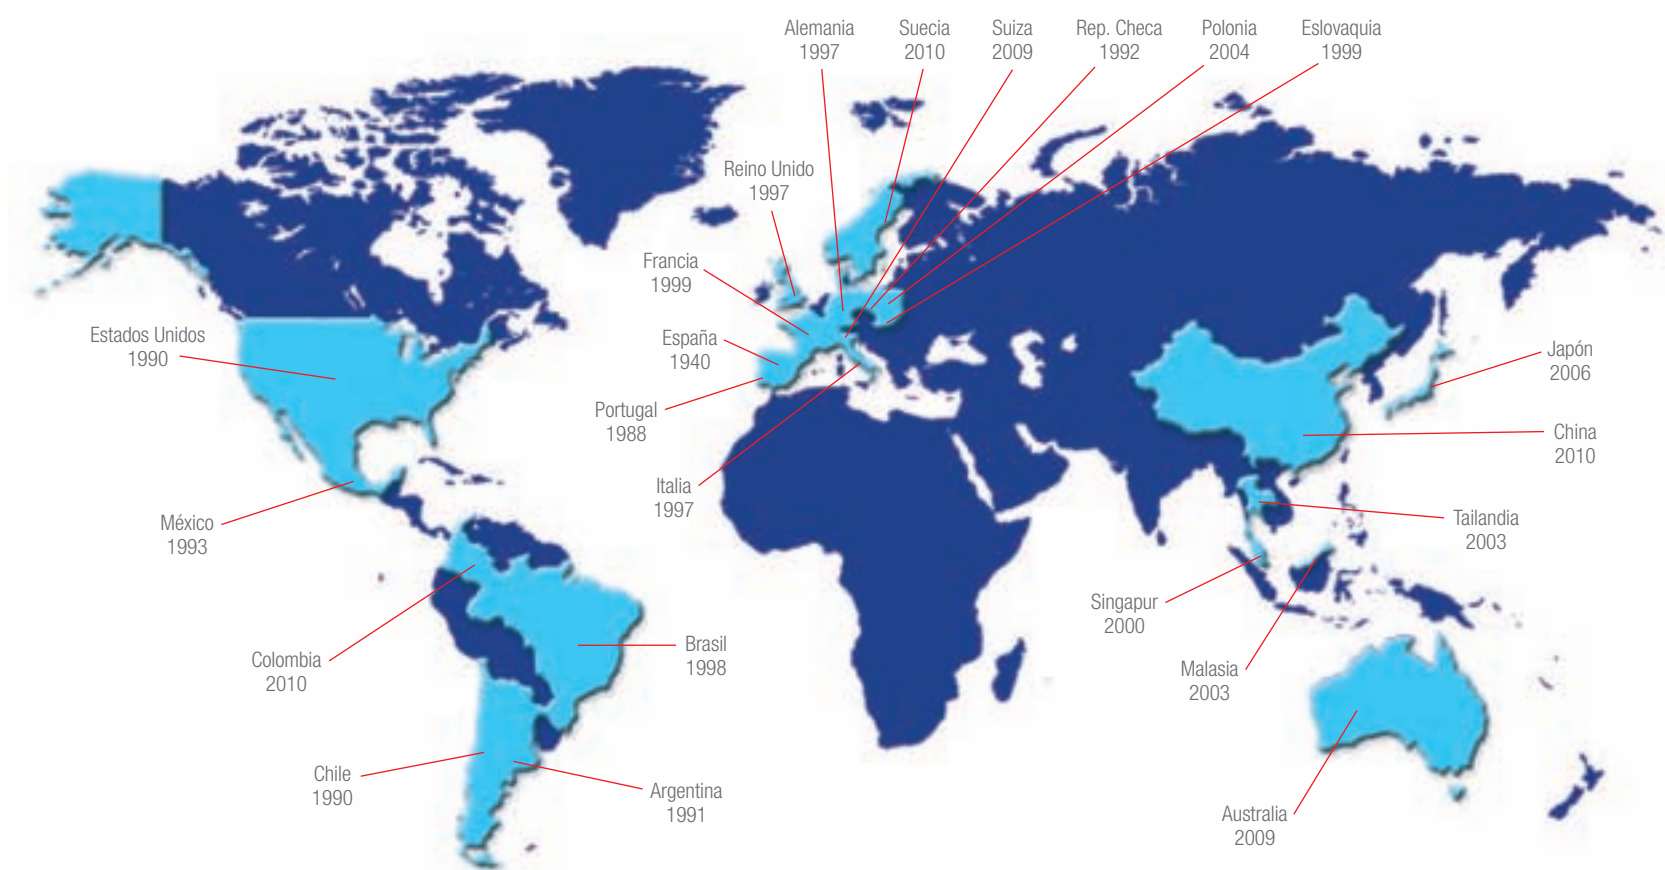 Alemania
1997
Suecia
2010
Suiza
2009
Rep. Checa
1992
Polonia
2004
Eslovaquia
1999
Reino Unido
1997
Francia
1999
Estados Unidos
1990
España
1940
Japón
2006
Portugal
1988
China
2010
Italia
1997
México
1993
Tailandia
2003
Singapur
2000
Colombia
2010
Brasil
1998
Malasia
2003
Chile
1990
Argentina
1991
Australia
2009